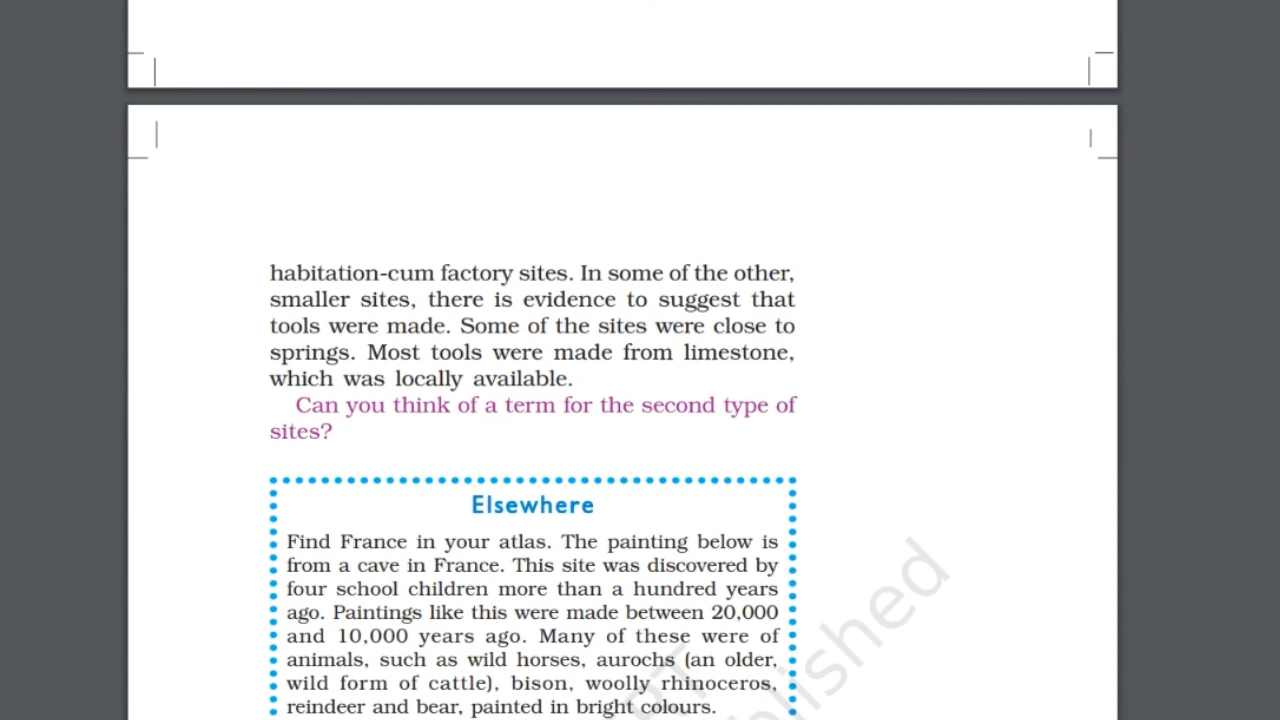 habitation-cum factory sites. In some of the other,
smaller sites, there is evidence to suggest that
tools were made. Some of the sites were close to
springs. Most tools were made from limestone,
which was locally available.
Can you think of a term for the second type of
sites?
Elsewhere
Find France in your atlas. The painting below is
from a cave in France. This site was discovered by
four school children more than a hundred years
ago. Paintings like this were made between 20,000
and 10,000 years ago. Many of these were of
animals, such as wild horses, aurochs (an older,
wild form of cattle), bison, woolly rhinoceros,
reindeer and bear, painted in bright colours.